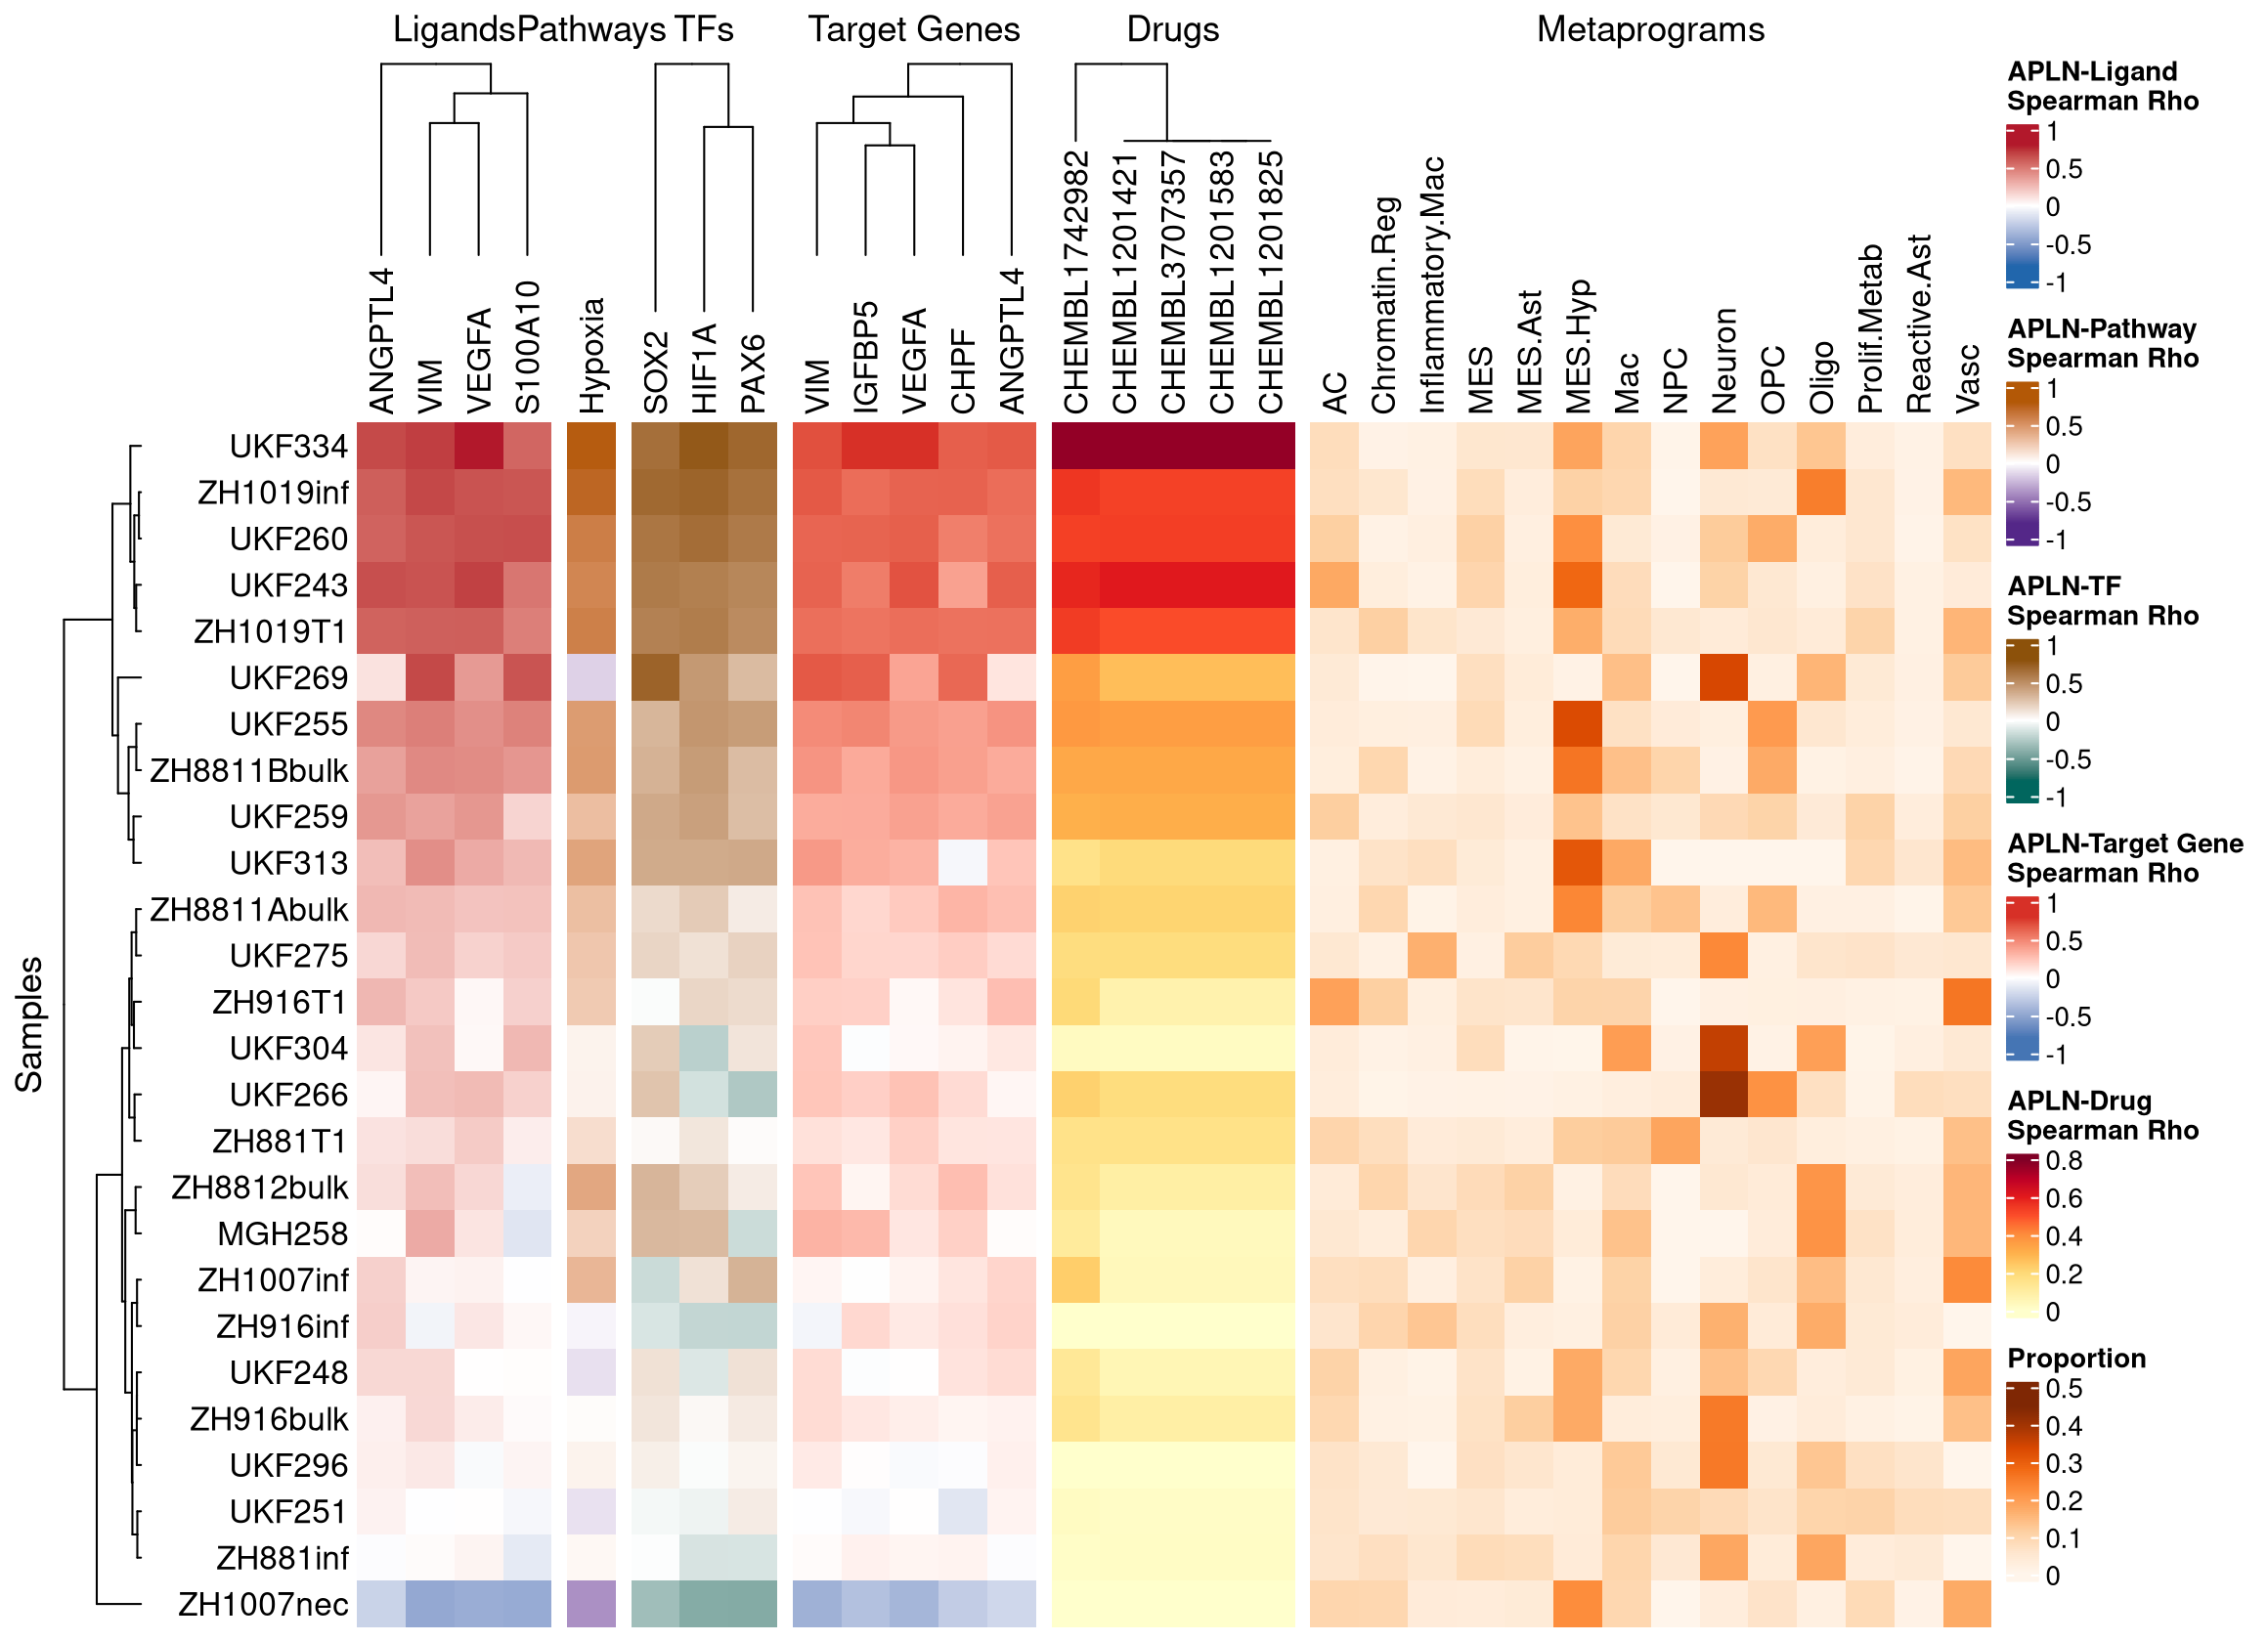 LigandsPathways TFs
Target Genes
Drugs
Metaprograms
ANGPTL4
VIM
VEGFA
S100A10
Hypoxia
SOX2
HIF1A
PAX6
VIM
IGFBP5
VEGFA
CHPF
ANGPTL4
CHEMBL1742982
CHEMBL1201421
CHEMBL3707357
CHEMBL1201583
CHEMBL1201825
AC
Chromatin.Reg
Inflammatory.Mac
MES
MES.Ast
MES.Hyp
Mac
NPC
Neuron
OPC
Oligo
Prolif.Metab
Reactive.Ast
Vasc
Samples
UKF334
ZH1019inf
UKF260
UKF243
ZH1019T1
UKF269
UKF255
ZH8811Bbulk
UKF259
UKF313
ZH8811Abulk
UKF275
ZH916T1
UKF304
UKF266
ZH881T1
ZH8812bulk
MGH258
ZH1007inf
ZH916inf
UKF248
ZH916bulk
UKF296
UKF251
ZH881inf
ZH1007nec
APLN-Ligand
Spearman Rho
1
0.5
0
-0.5
-1
APLN-Pathway
Spearman Rho
1
0.5
0
-0.5
-1
APLN-TF
Spearman Rho
1
0.5
0
-0.5
-1
APLN-Target Gene
Spearman Rho
1
0.5
0
-0.5
-1
APLN-Drug
Spearman Rho
0.8
0.6
0.4
0.2
0
Proportion
0.5
0.4
0.3
0.2
0.1
0